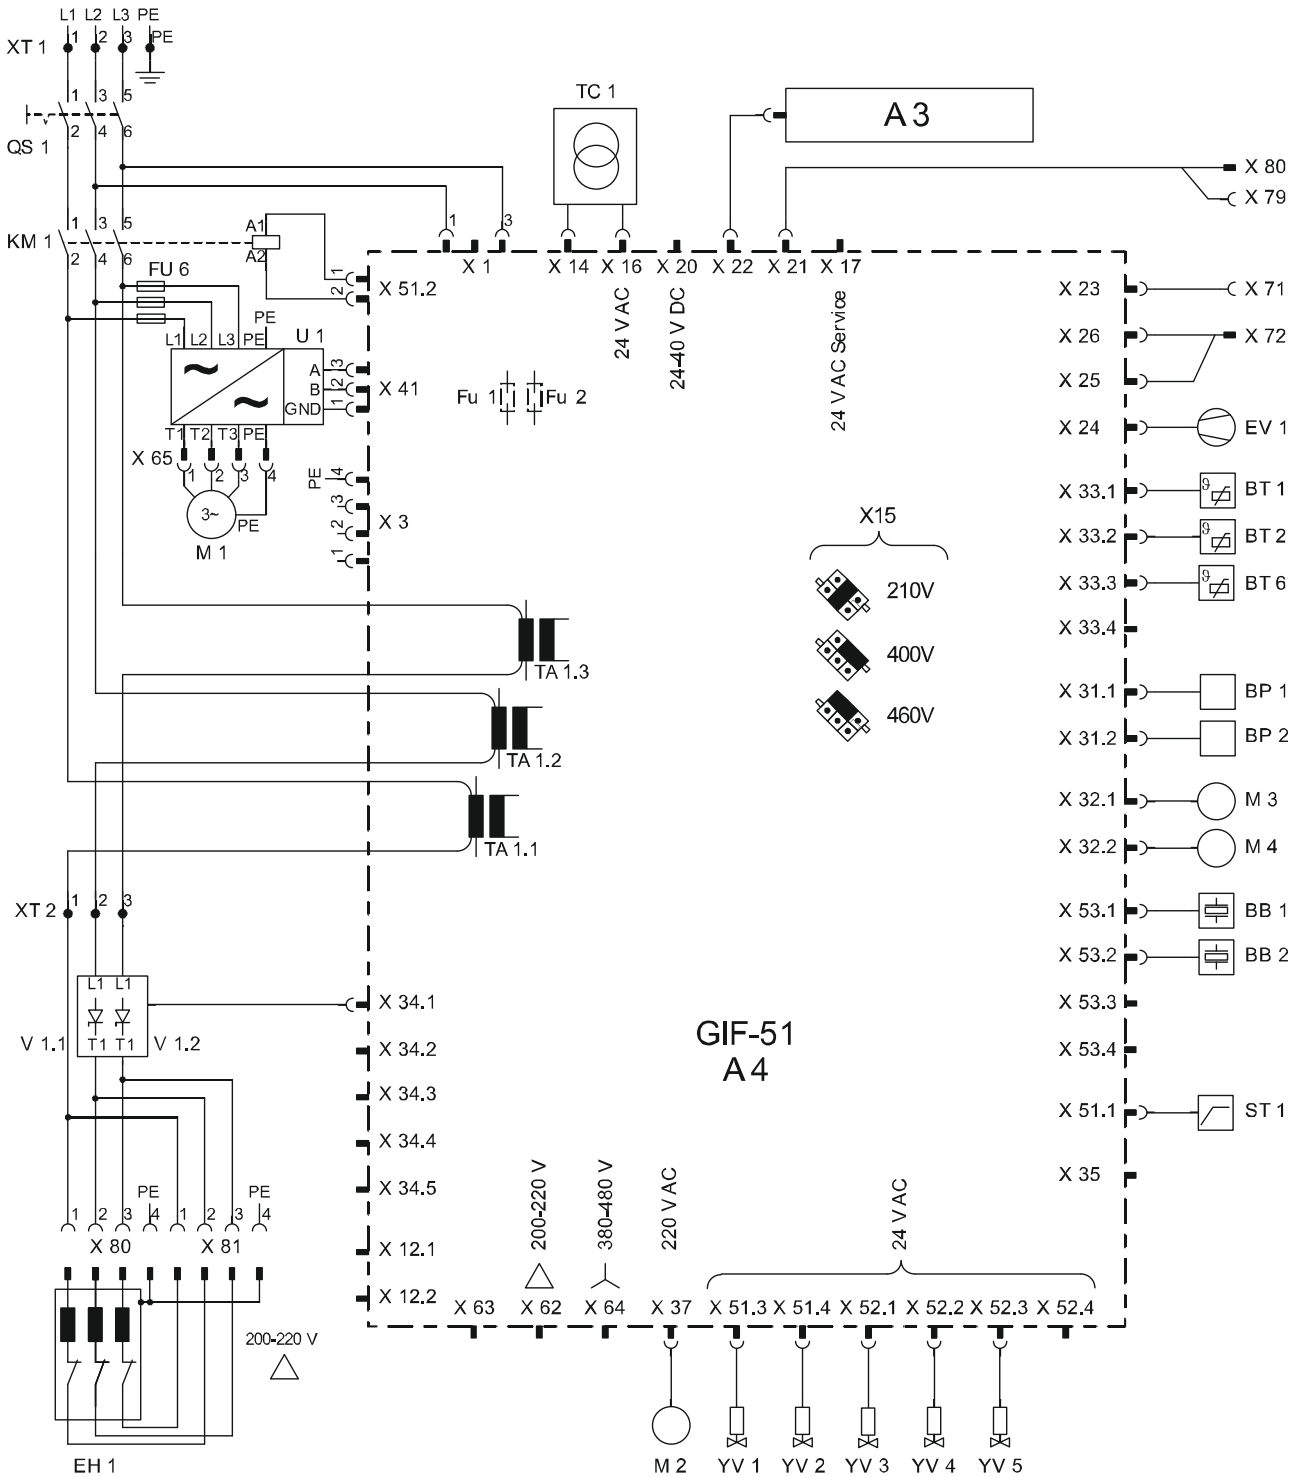 L1 L2 L3 PE
XT 1 1 2 3 PE
TC 1
A 3
1 3 5
QS 1 2 4 6
X 80
X 79
1 3 5 A1 1 3
KM 1 2 4 6 A2
X 1 X 14 X 16 X 20 X 22 X 21 X 17
24 V AC
24-40 V DC
24 V AC Service
FU 6
1 2 X 51.2
X 23 X 71
X 26 X 72
X 25
X 24 EV 1
L1 L2 L3 PE PE U 1
A 3
B 2 X 41
GND 1
Fu 1 Fu 2
T1 T2 T3 PE
X 65 1 2 3 4
3~ PE
M 1
PE 4
3
2 X 3
1
X15
210V
400V
460V
X 33.1 BT 1
X 33.2 BT 2
X 33.3 BT 6
X 33.4
ϑ
ϑ
ϑ
TA 1.3
TA 1.2
TA 1.1
X 31.1 BP 1
X 31.2 BP 2
X 32.1 M 3
X 32.2 M 4
XT 2 1 2 3
X 53.1 BB 1
X 53.2 BB 2
X 53.3
X 53.4
L1 L1
V 1.1 T1 T1 V 1.2
X 34.1
X 34.2
X 34.3
X 34.4
X 34.5
GIF-51
A 4
X 51.1 ST 1
X 35
PE PE
1 2 3 4 1 2 3 4
X 80 X 81
X 12.1
X 12.2
200-220 V
380-480 V
220 V AC
24 V AC
X 63 X 62 X 64 X 37 X 51.3 X 51.4 X 52.1 X 52.2 X 52.3 X 52.4
200-220 V
EH 1
M 2 YV 1 YV 2 YV 3 YV 4 YV 5